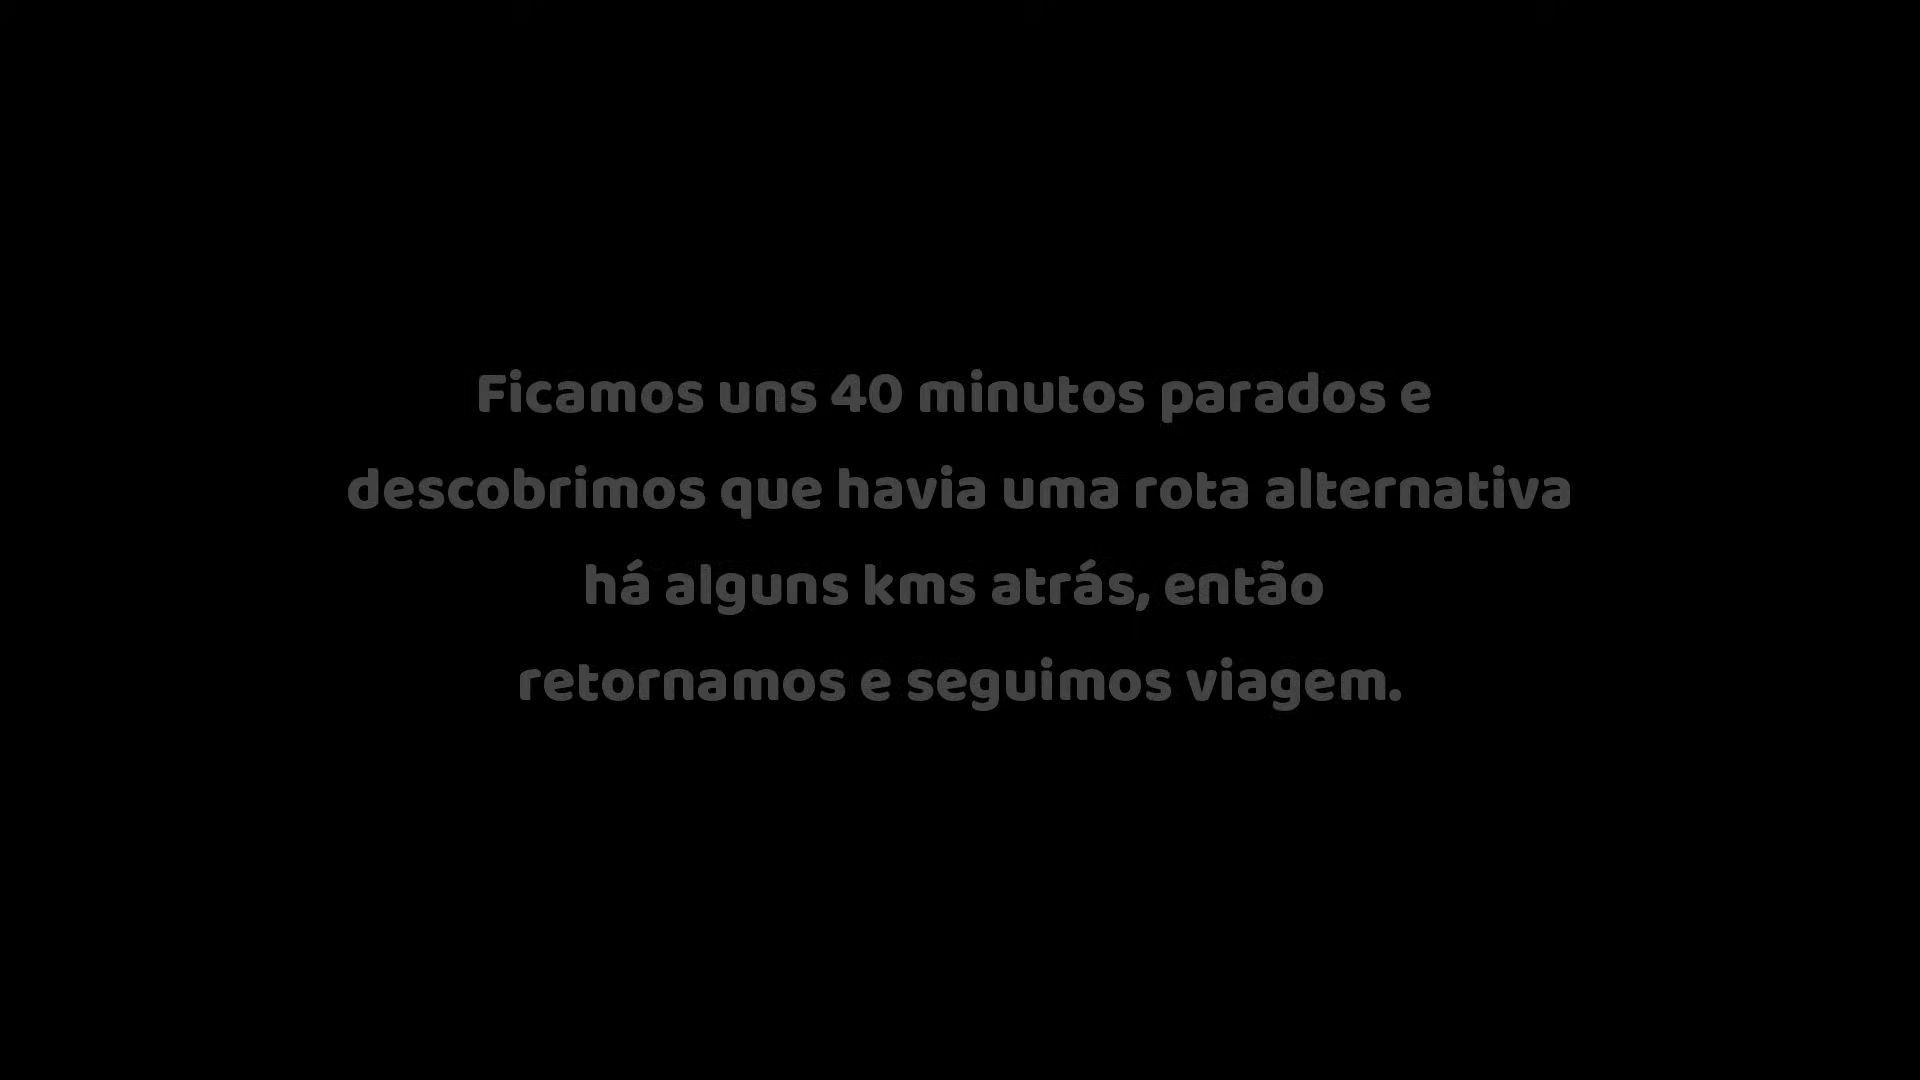 Ficamos uns 40 minutos parados e
descobrimos que havia uma rota alternativa
há alguns kms atrás, então
retornamos e seguimos viagem.